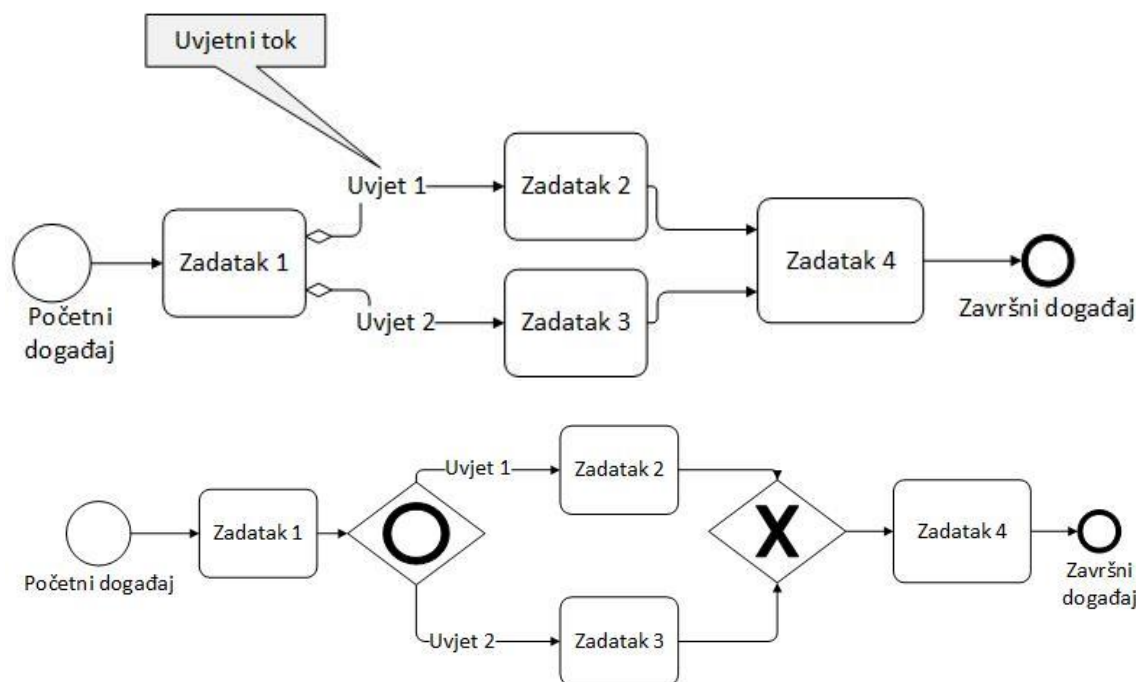 Uvjetni tok
Uvjet 1
Zadatak 2
Zadatak 1
Zadatak 4
Početni
događaj
Uvjet 2
Zadatak 3
Završni događaj
Uvjet 1
Zadatak 2
Zadatak 1
X
Zadatak 4
Početni događaj
Završni
događaj
Uvjet 2
Zadatak 3